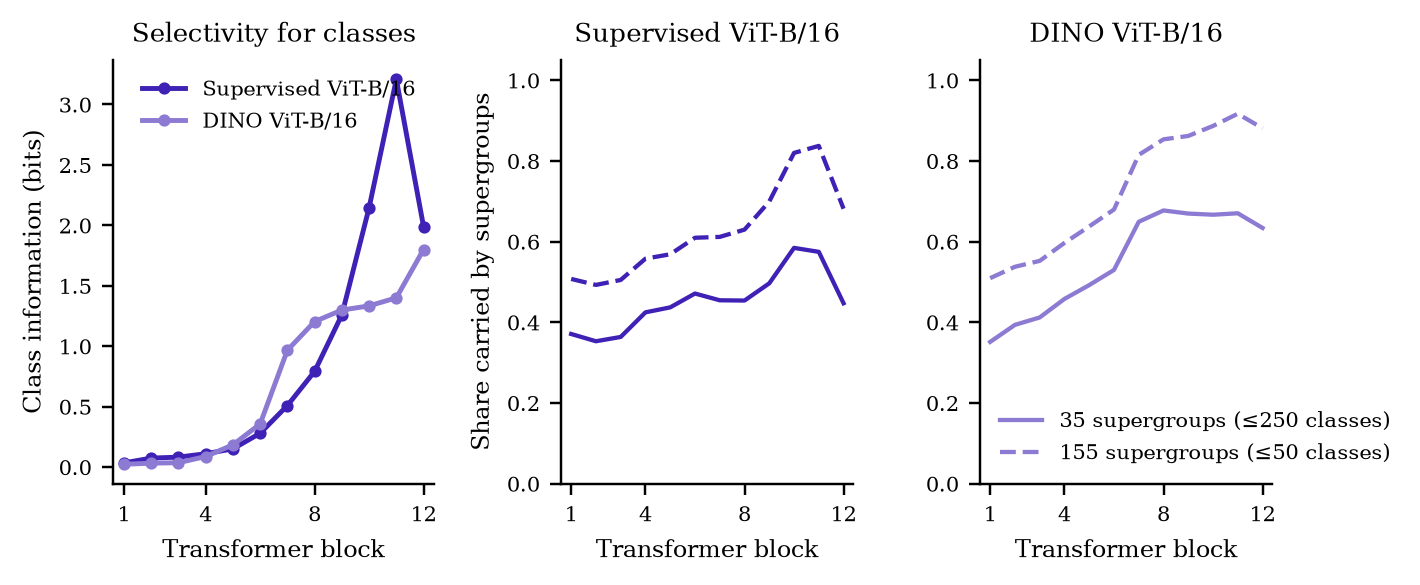 Selectivity for classes
Supervised ViT-B/16
DINO ViT-B/16
Class information (bits)
3.0
2.5
2.0
1.5
1.0
0.5
0.0
1 4 8 12
Transformer block
Supervised ViT-B/16
Share carried by supergroups
1.0
0.8
0.6
0.4
0.2
0.0
1 4 8 12
Transformer block
DINO ViT-B/16
1.0
0.8
0.6
0.4
0.2
0.0
35 supergroups (≤250 classes)
155 supergroups (≤50 classes)
1 4 8 12
Transformer block